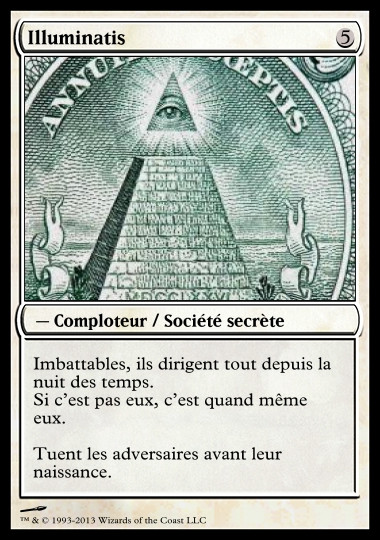 Illuminatis 5
ANNUIT CŒPTIS
MDCCLXXVI
— Comploteur / Société secrète
Imbattables, ils dirigent tout depuis la
nuit des temps.
Si c'est pas eux, c'est quand même
eux.
Tuent les adversaires avant leur
naissance.
™ & © 1993-2013 Wizards of the Coast LLC